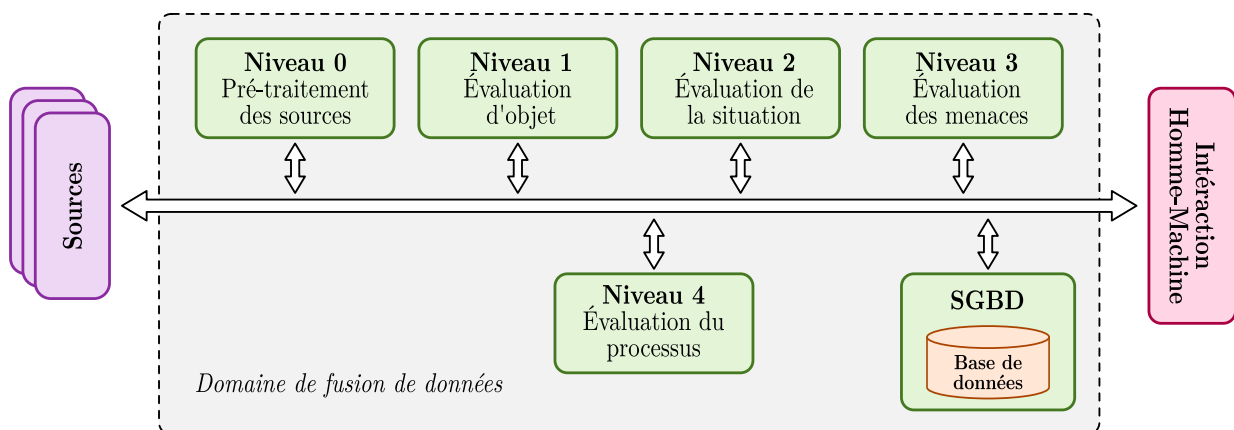 Niveau 0
Pré-traitement
des sources
Niveau 1
Évaluation
d'objet
Niveau 2
Évaluation de
la situation
Niveau 3
Évaluation
des menaces
Sources
Intéraction
Homme-Machine
Niveau 4
Évaluation du
processus
SGBD
Base de
données
Domaine de fusion de données